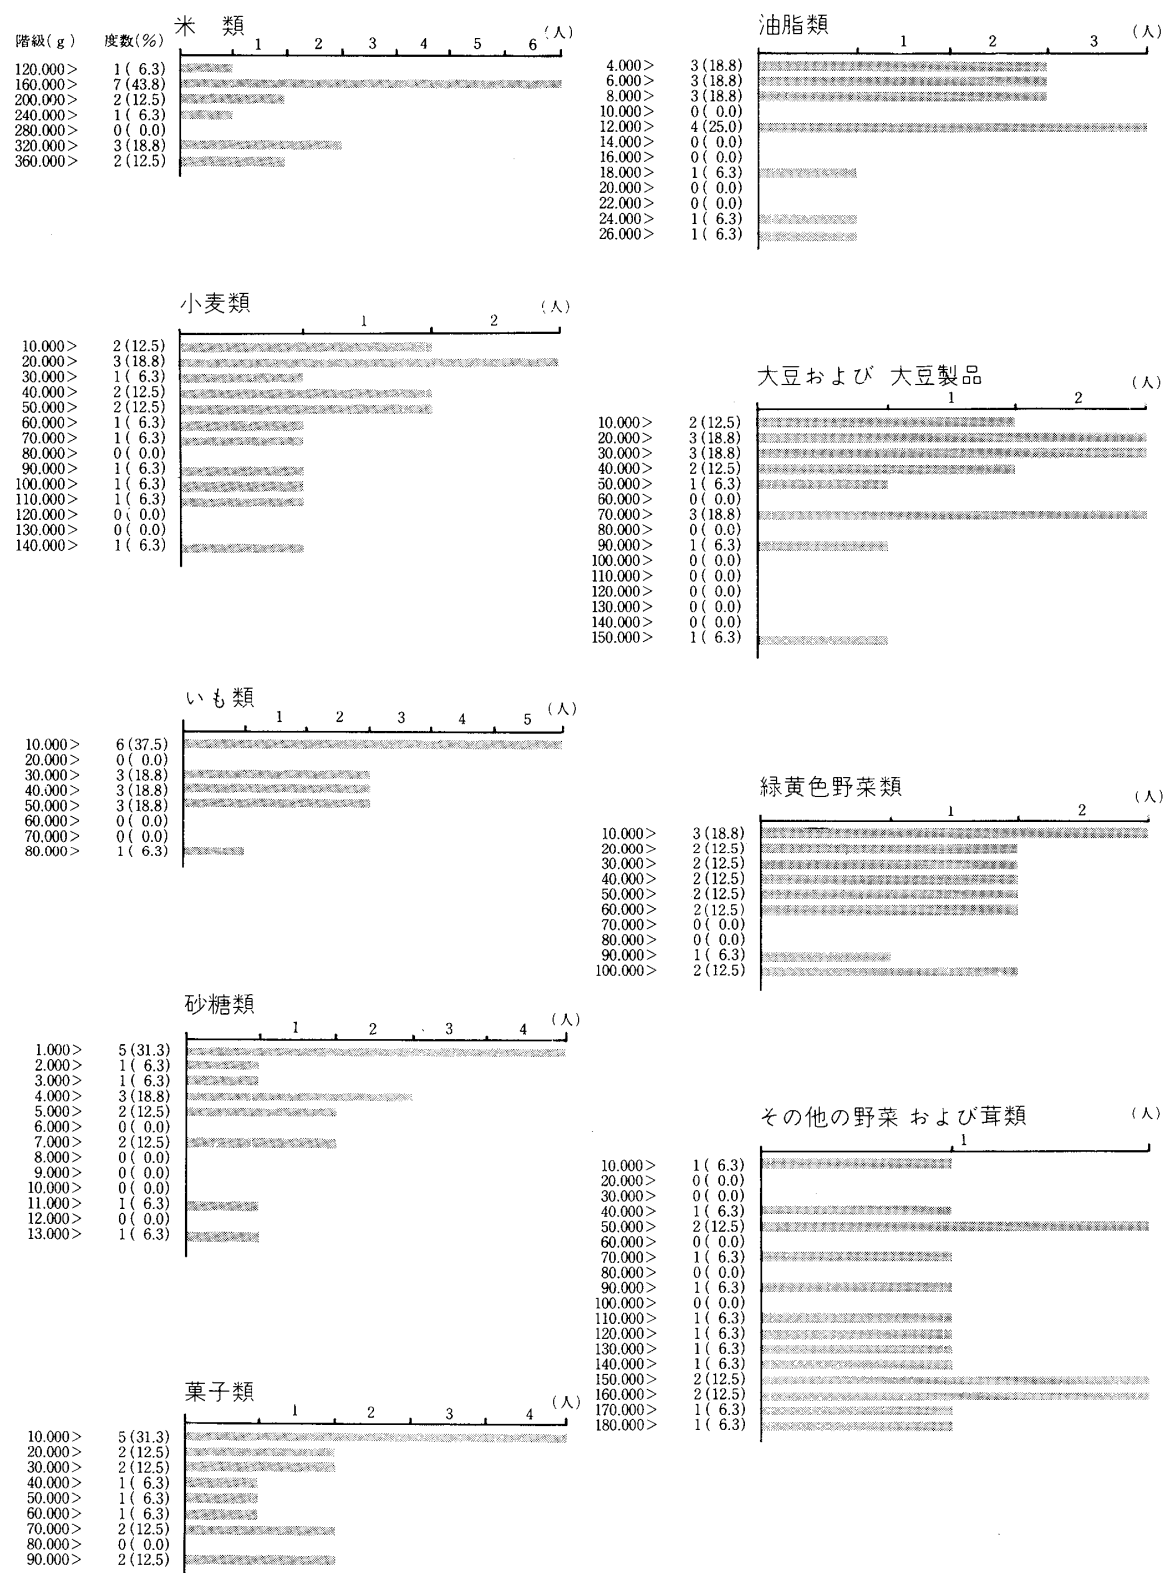 米 類
階級(g) 度数(%) 1 2 3 4 5 6 (人)
120.000> 1( 6.3)
160.000> 7(43.8)
200.000> 2(12.5)
240.000> 1( 6.3)
280.000> 0( 0.0)
320.000> 3(18.8)
360.000> 2(12.5)
小麦類
(人)
1 2
10.000> 2(12.5)
20.000> 3(18.8)
30.000> 1( 6.3)
40.000> 2(12.5)
50.000> 2(12.5)
60.000> 1( 6.3)
70.000> 1( 6.3)
80.000> 0( 0.0)
90.000> 1( 6.3)
100.000> 1( 6.3)
110.000> 1( 6.3)
120.000> 0( 0.0)
130.000> 0( 0.0)
140.000> 1( 6.3)
いも類
(人)
1 2 3 4 5
10.000> 6(37.5)
20.000> 0( 0.0)
30.000> 3(18.8)
40.000> 3(18.8)
50.000> 3(18.8)
60.000> 0( 0.0)
70.000> 0( 0.0)
80.000> 1( 6.3)
砂糖類
(人)
1 2 3 4
1.000> 5(31.3)
2.000> 1( 6.3)
3.000> 1( 6.3)
4.000> 3(18.8)
5.000> 2(12.5)
6.000> 0( 0.0)
7.000> 2(12.5)
8.000> 0( 0.0)
9.000> 0( 0.0)
10.000> 0( 0.0)
11.000> 1( 6.3)
12.000> 0( 0.0)
13.000> 1( 6.3)
菓子類
(人)
1 2 3 4
10.000> 5(31.3)
20.000> 2(12.5)
30.000> 2(12.5)
40.000> 1( 6.3)
50.000> 1( 6.3)
60.000> 1( 6.3)
70.000> 2(12.5)
80.000> 0( 0.0)
90.000> 2(12.5)
油脂類
(人)
1 2 3
4.000> 3(18.8)
6.000> 3(18.8)
8.000> 3(18.8)
10.000> 0( 0.0)
12.000> 4(25.0)
14.000> 0( 0.0)
16.000> 0( 0.0)
18.000> 1( 6.3)
20.000> 0( 0.0)
22.000> 0( 0.0)
24.000> 1( 6.3)
26.000> 1( 6.3)
大豆および 大豆製品
(人)
1 2
10.000> 2(12.5)
20.000> 3(18.8)
30.000> 3(18.8)
40.000> 2(12.5)
50.000> 1( 6.3)
60.000> 0( 0.0)
70.000> 3(18.8)
80.000> 0( 0.0)
90.000> 1( 6.3)
100.000> 0( 0.0)
110.000> 0( 0.0)
120.000> 0( 0.0)
130.000> 0( 0.0)
140.000> 0( 0.0)
150.000> 1( 6.3)
緑黄色野菜類
(人)
1 2
10.000> 3(18.8)
20.000> 2(12.5)
30.000> 2(12.5)
40.000> 2(12.5)
50.000> 2(12.5)
60.000> 2(12.5)
70.000> 0( 0.0)
80.000> 0( 0.0)
90.000> 1( 6.3)
100.000> 2(12.5)
その他の野菜 および茸類
(人)
1
10.000> 1( 6.3)
20.000> 0( 0.0)
30.000> 0( 0.0)
40.000> 1( 6.3)
50.000> 2(12.5)
60.000> 0( 0.0)
70.000> 1( 6.3)
80.000> 0( 0.0)
90.000> 1( 6.3)
100.000> 0( 0.0)
110.000> 1( 6.3)
120.000> 1( 6.3)
130.000> 1( 6.3)
140.000> 1( 6.3)
150.000> 2(12.5)
160.000> 2(12.5)
170.000> 1( 6.3)
180.000> 1( 6.3)